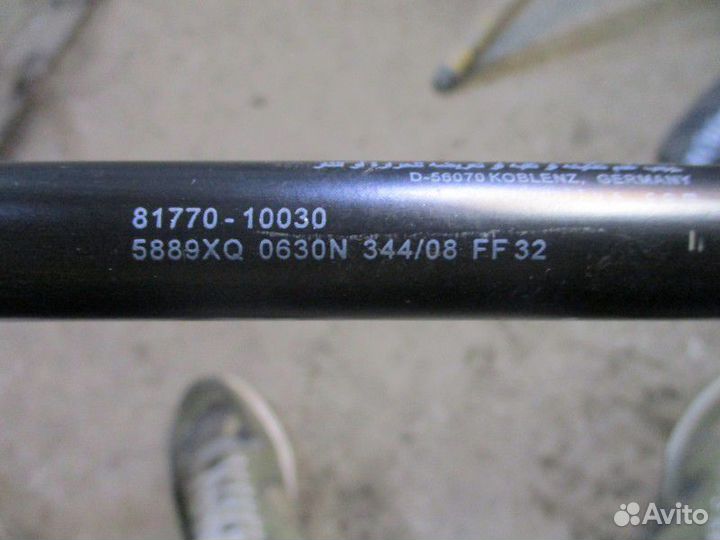 D-56070 KOBLENZ, GERMANY
81770-10030
5889XQ 0630N 344/08 FF32
Avito